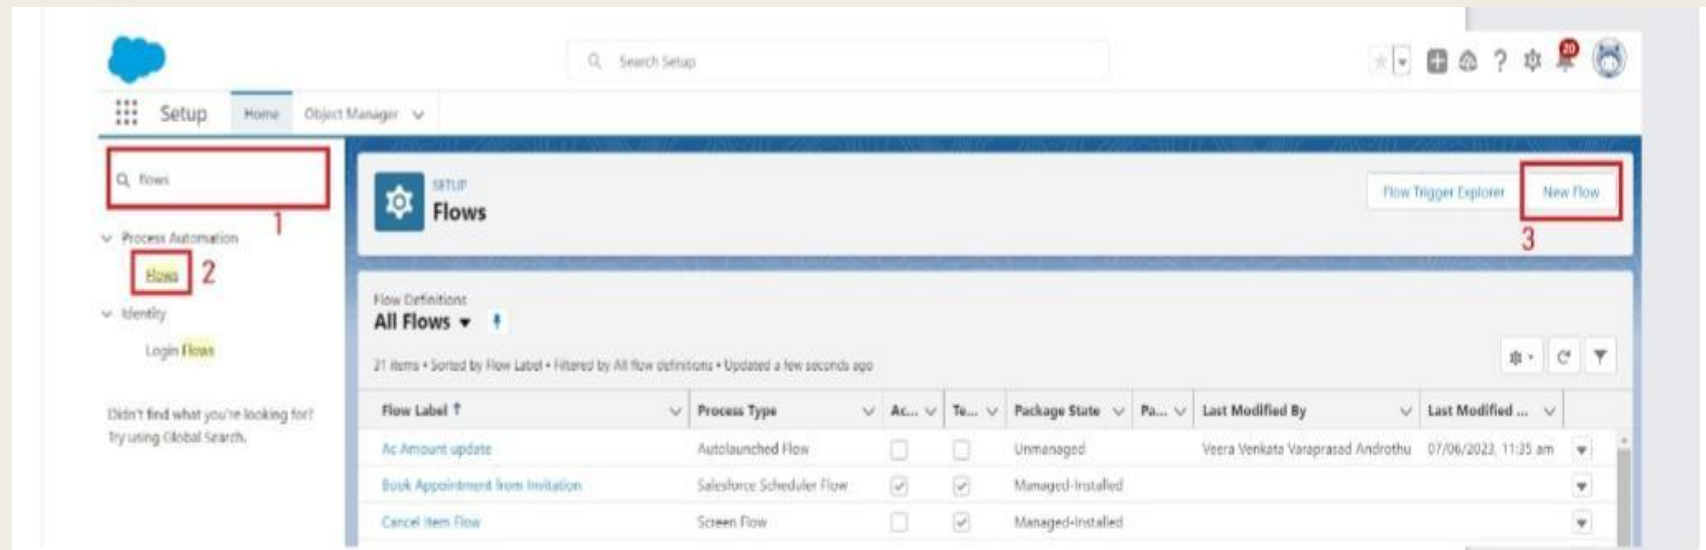 Search Setup
20
Setup Home Object Manager
flows
1
Process Automation
Flows
2
Identity
Login Flows
Didn't find what you're looking for?
Try using Global Search.
SETUP
Flows
Flow Trigger Explorer
New Flow
3
Flow Definitions
All Flows
21 items • Sorted by Flow Label • Filtered by All flow definitions • Updated a few seconds ago
Flow Label ↑ Process Type Ac... Te... Package State Pa... Last Modified By Last Modified ...
Ac Amount update Autolaunched Flow Unmanaged Veera Venkata Varaprasad Androthu 07/06/2023, 11:35 am
Book Appointment from Invitation Salesforce Scheduler Flow Managed-Installed
Cancel Item Flow Screen Flow Managed-Installed